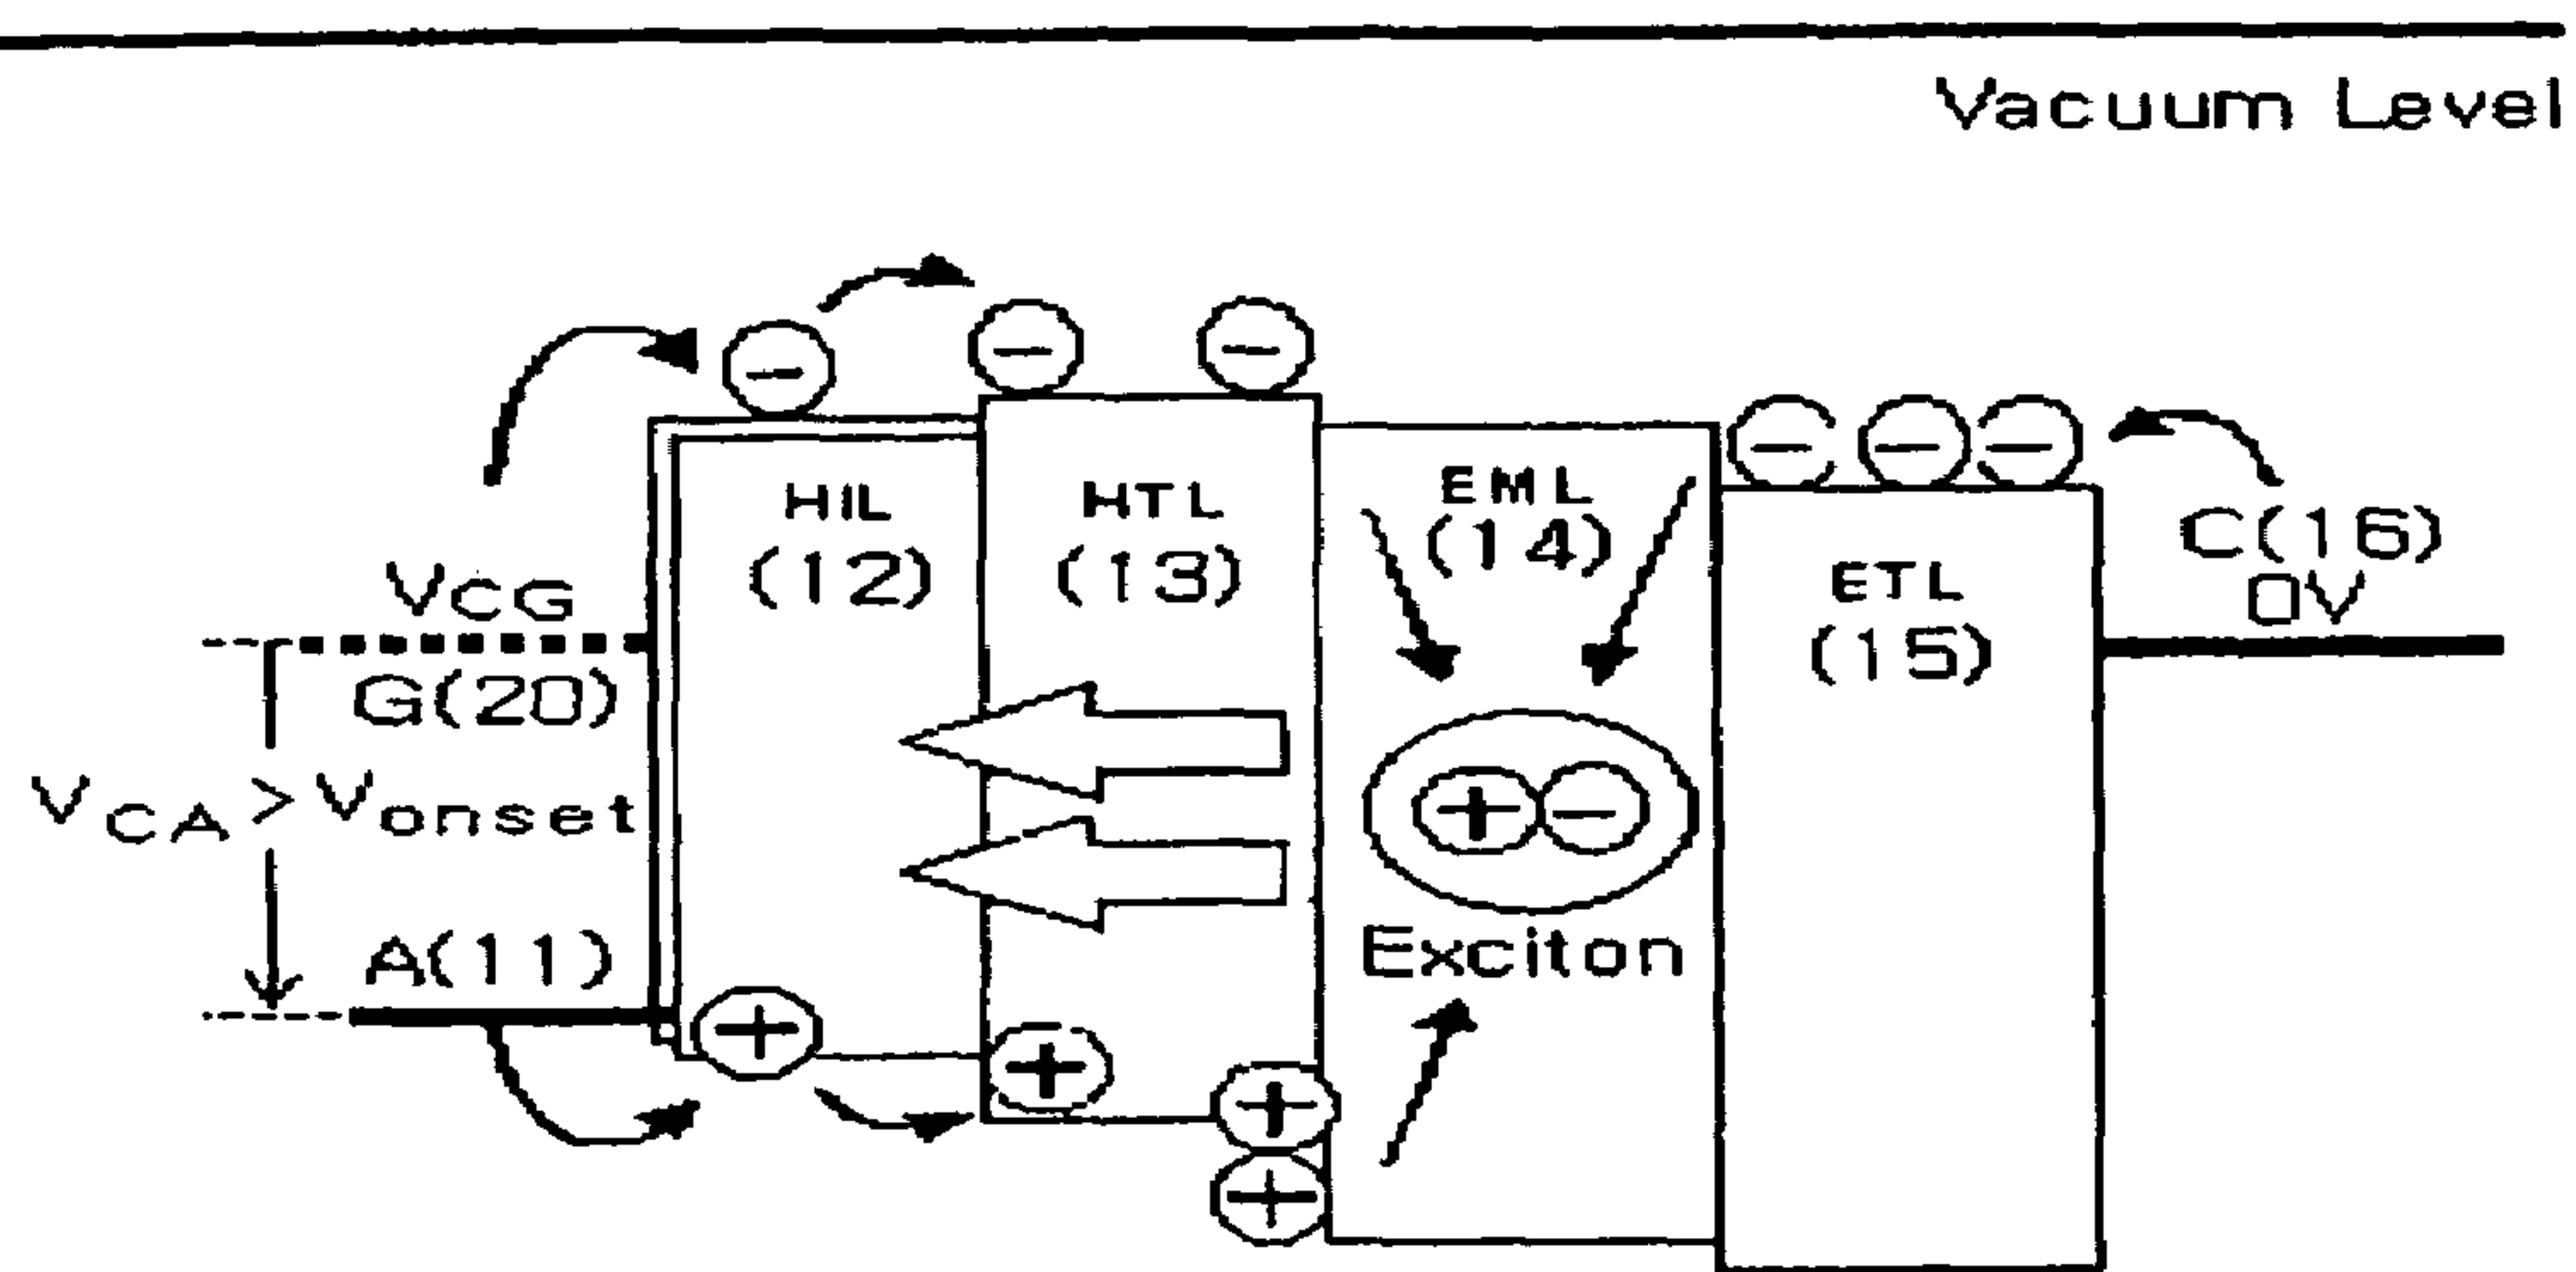 Vacuum Level
HIL
(12)
HTL
(13)
EML
(14)
ETL
(15)
C(16)
0V
VCG
G(20)
VCA > Vonset
A(11)
Exciton